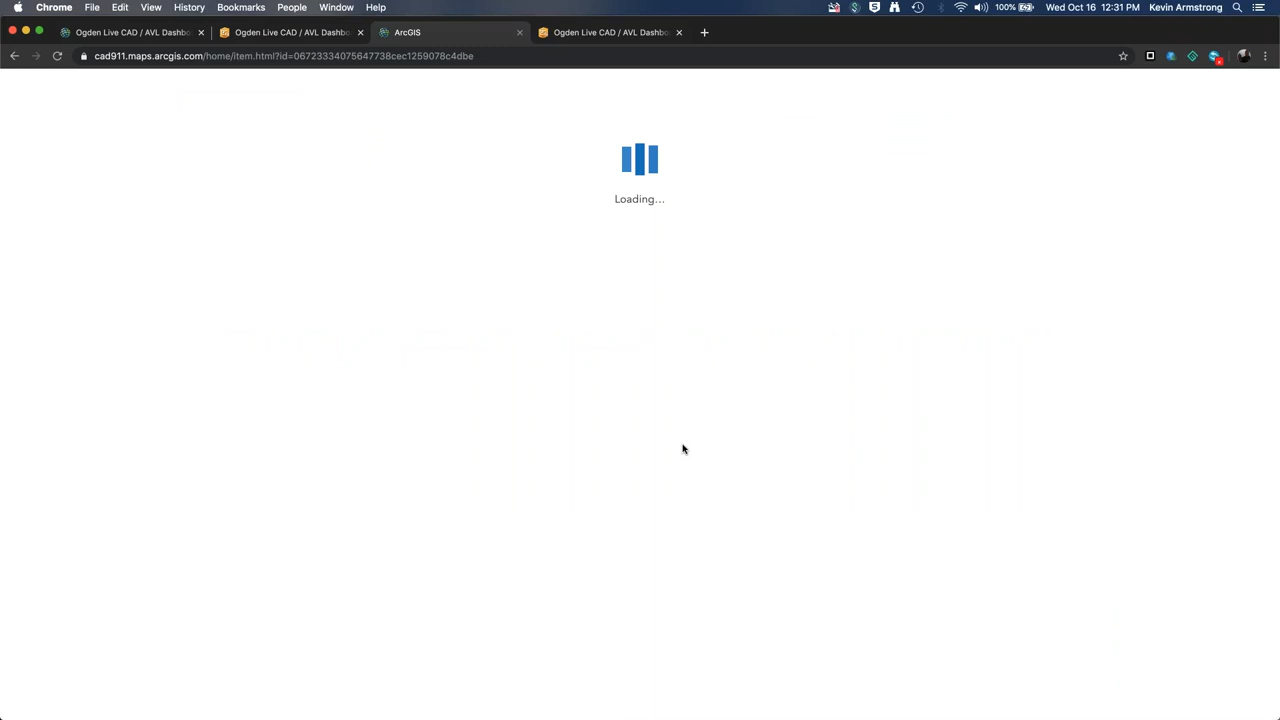 Chrome File Edit View History Bookmarks People Window Help 100% Wed Oct 16 12:31 PM Kevin Armstrong
Ogden Live CAD / AVL Dashbo Ogden Live CAD / AVL Dashbo ArcGIS Ogden Live CAD / AVL Dashbo
cad911.maps.arcgis.com/home/item.html?id=06723334075647738cec1259078c4dbe
Loading...